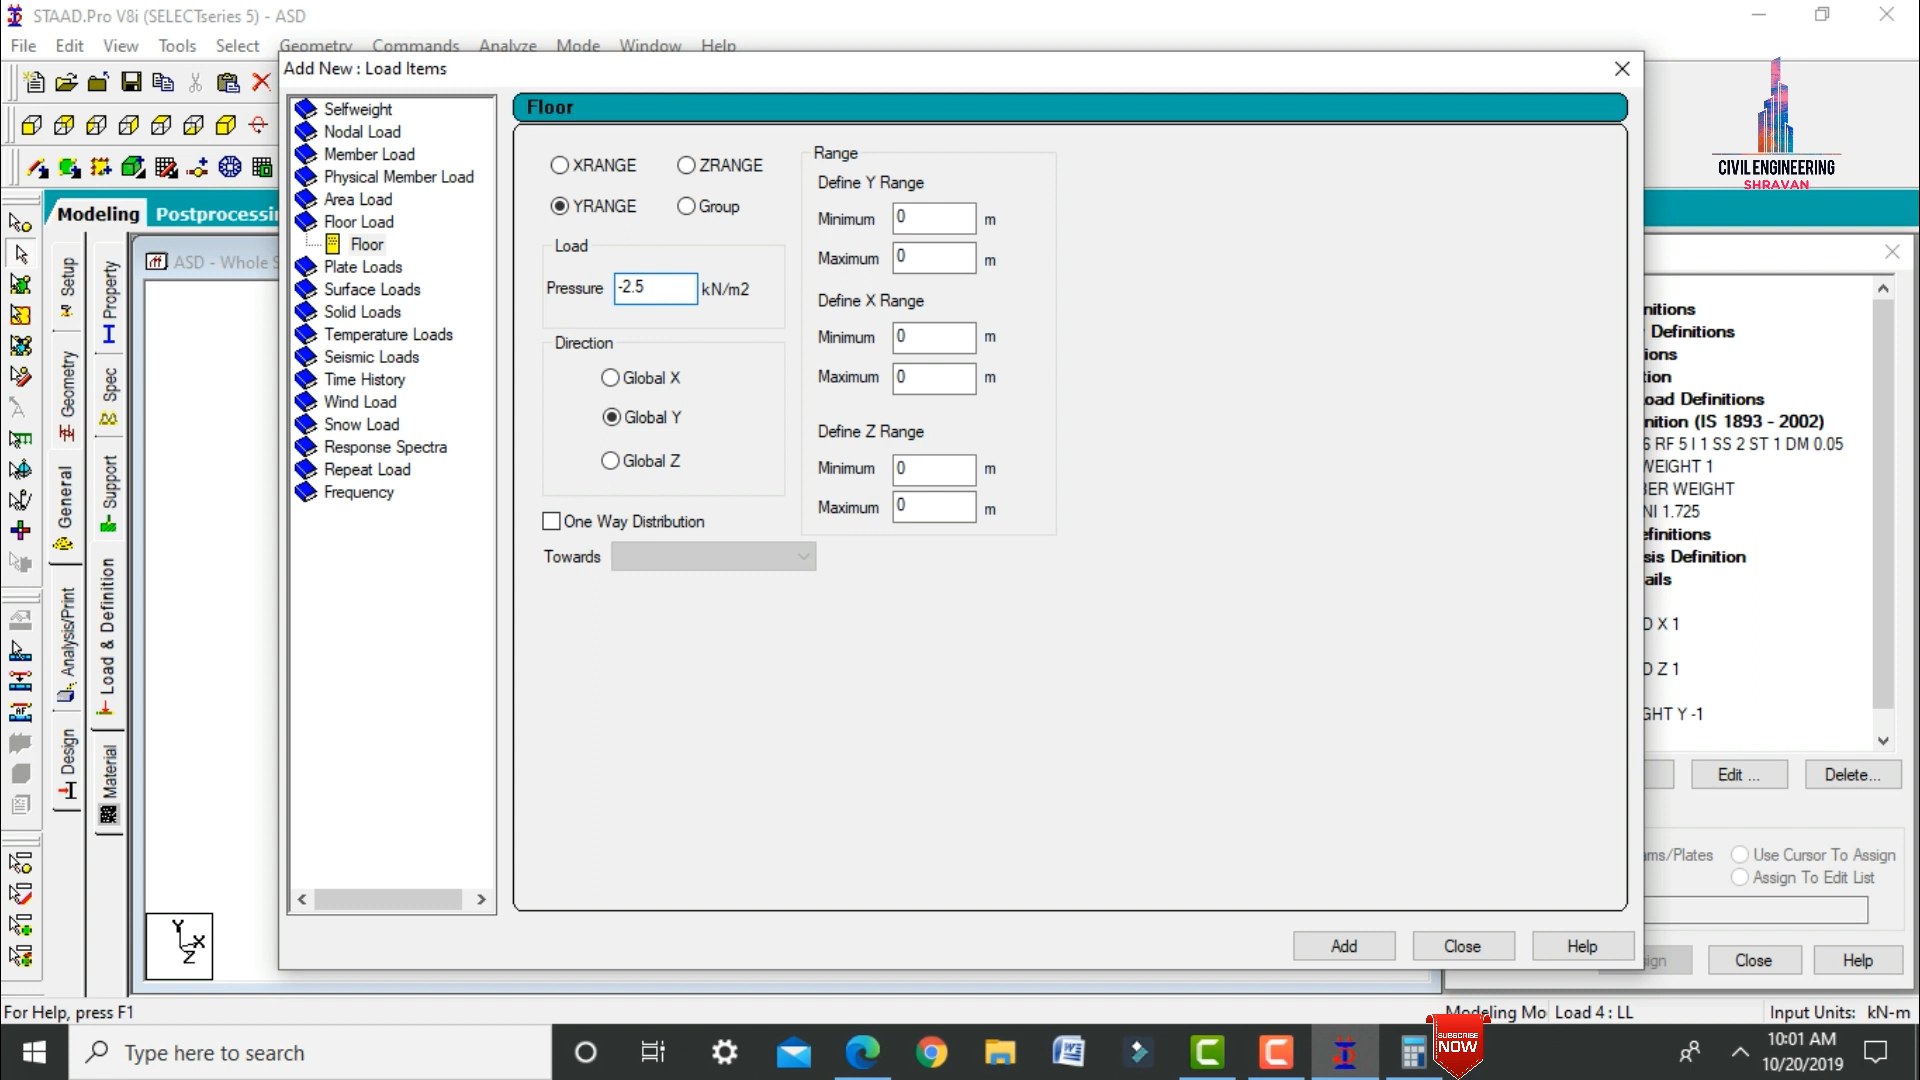 STAAD.Pro V8i (SELECTseries 5) - ASD
File Edit View Tools Select Geometry Commands Analyze Mode Window Help
Add New : Load Items
Selfweight
Nodal Load
Member Load
Physical Member Load
Area Load
Floor Load
Floor
Plate Loads
Surface Loads
Solid Loads
Temperature Loads
Seismic Loads
Time History
Wind Load
Snow Load
Response Spectra
Repeat Load
Frequency
Floor
XRANGE ZRANGE
YRANGE Group
Load
Pressure -2.5 kN/m2
Direction
Global X
Global Y
Global Z
One Way Distribution
Towards
Range
Define Y Range
Minimum 0 m
Maximum 0 m
Define X Range
Minimum 0 m
Maximum 0 m
Define Z Range
Minimum 0 m
Maximum 0 m
Add Close Help
CIVIL ENGINEERING
SHRAVAN
Modeling Postprocessin
ASD - Whole S
Setup
Geometry
General
Analysis/Print
Design
Property
Spec
Support
Load & Definition
Material
Y
X
Z
AF
nitions
Definitions
ions
tion
oad Definitions
nition (IS 1893 - 2002)
S RF 5 I 1 SS 2 ST 1 DM 0.05
WEIGHT 1
BER WEIGHT
NI 1.725
efinitions
sis Definition
ails
D X 1
D Z 1
GHT Y -1
Edit ... Delete...
ms/Plates Use Cursor To Assign
Assign To Edit List
ign Close Help
For Help, press F1
Modeling Mo Load 4 : LL Input Units: kN-m
Type here to search
SUBSCRIBE
NOW
10:01 AM
10/20/2019